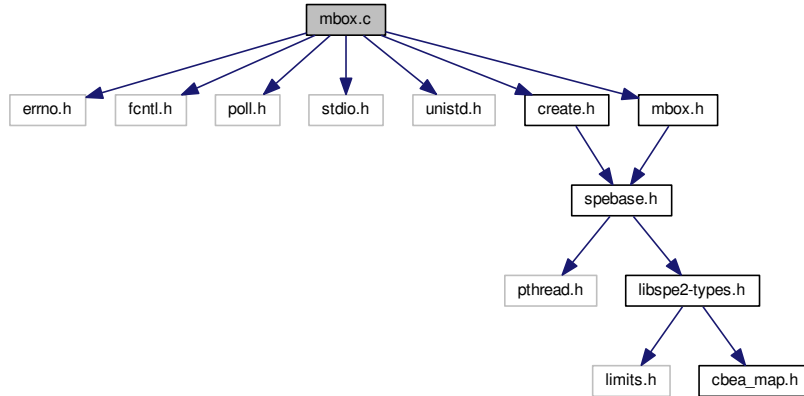 mbox.c
errno.h
fcntl.h
poll.h
stdio.h
unistd.h
create.h
mbox.h
spebase.h
pthread.h
libspe2-types.h
limits.h
cbea_map.h